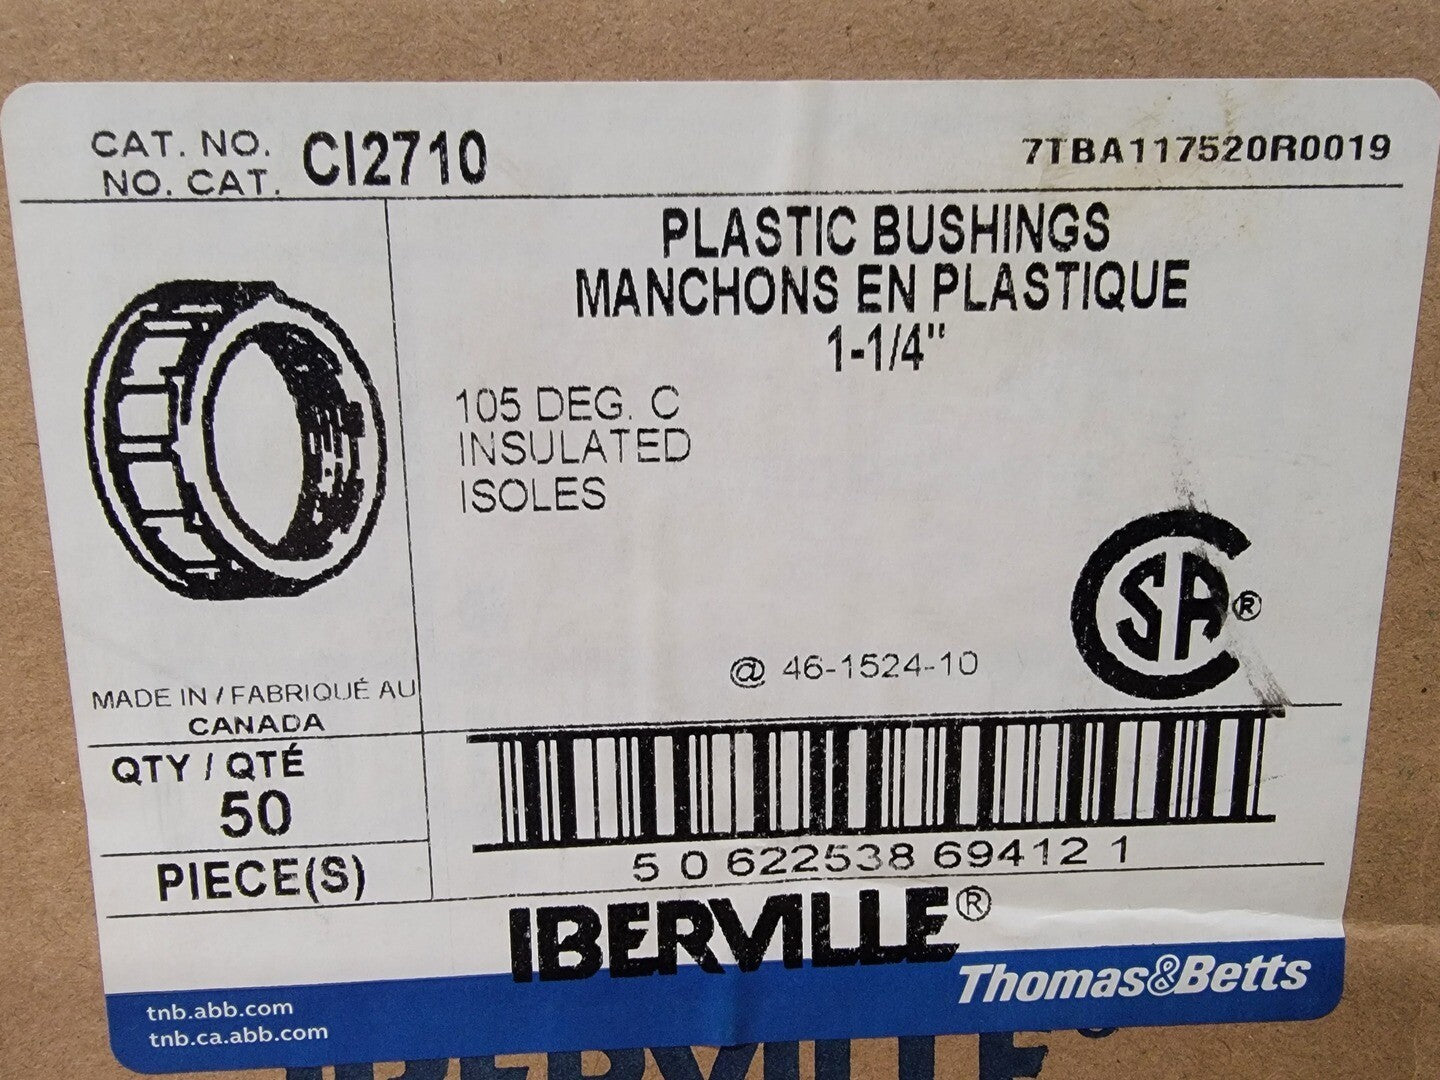 CAT. NO. CI2710
NO. CAT.
7TBA117520R0019
PLASTIC BUSHINGS
MANCHONS EN PLASTIQUE
1-1/4"
105 DEG. C
INSULATED
ISOLES
CSA®
@ 46-1524-10
MADE IN / FABRIQUÉ AU
CANADA
QTY / QTÉ
50
PIECE(S)
5 0 622538 69412 1
IBERVILLE®
Thomas&Betts
tnb.abb.com
tnb.ca.abb.com
IBERVILLE®